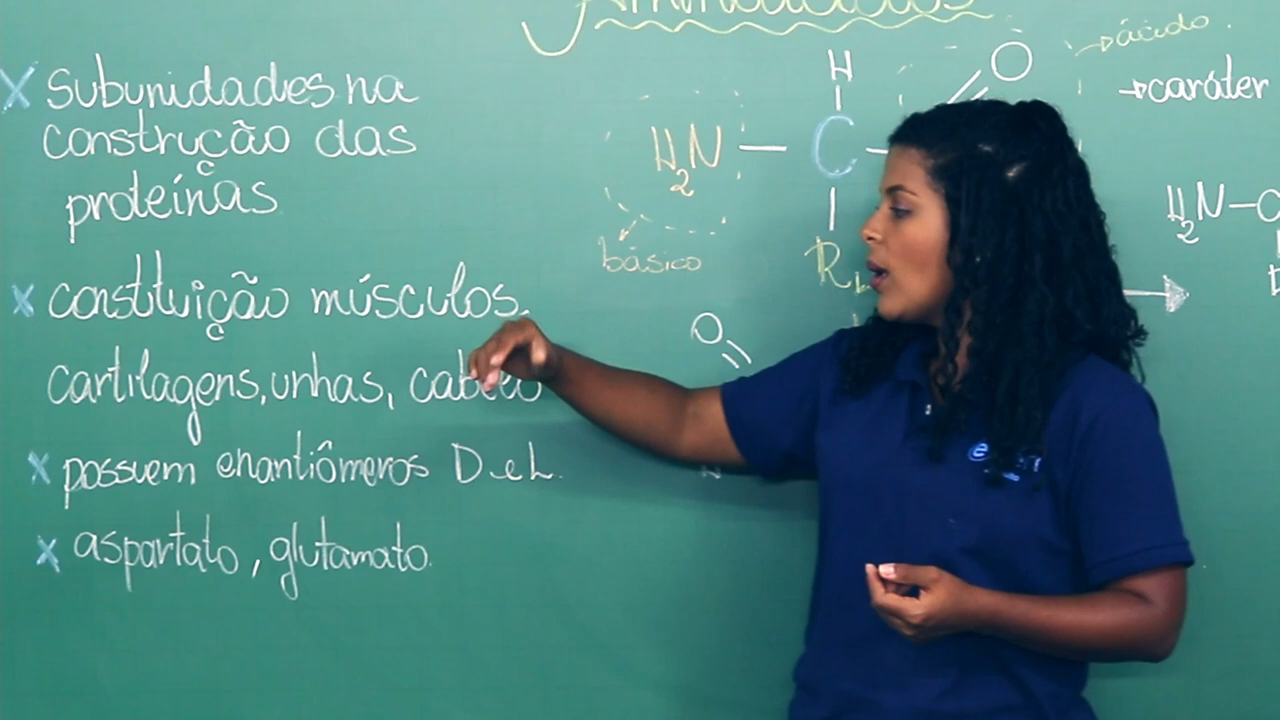 Aminoácidos
X subunidades na
construção das
proteínas.
X constituição músculos,
cartilagens, unhas, cabelo
X possuem enantiômeros D e L.
X aspartato, glutamato.
H
O
H₂N — C —
R
básico
→ ácido.
→ caráter
H₂N – C
O